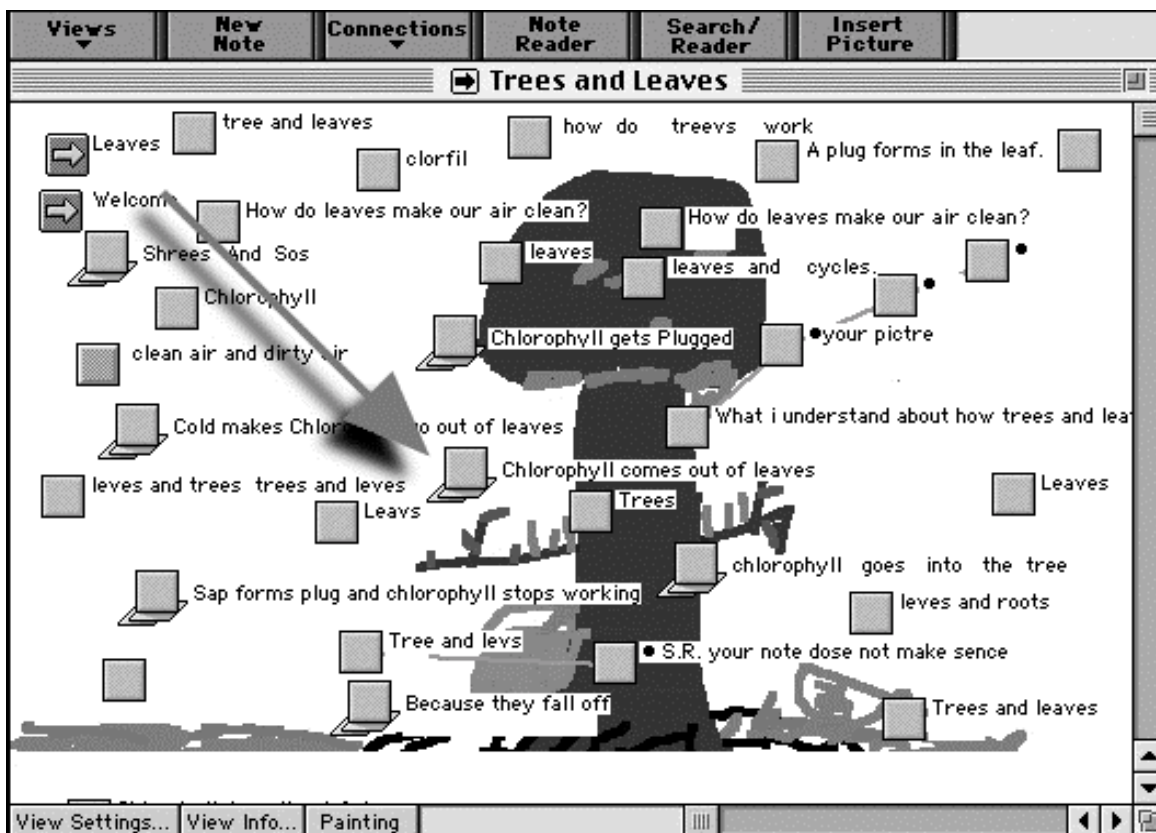 Views
New
Note
Connections
Note
Reader
Search/
Reader
Insert
Picture
Trees and Leaves
Leaves
tree and leaves
clorfil
how do treevs work
A plug forms in the leaf.
Welcome
How do leaves make our air clean?
How do leaves make our air clean?
Shrees And Sos
leaves
leaves and cycles.
Chlorophyll
Chlorophyll gets Plugged
•your pictre
clean air and dirty air
What i understand about how trees and leav
Cold makes Chloro go out of leaves
Chlorophyll comes out of leaves
leves and trees trees and leves
Leavs
Trees
Leaves
chlorophyll goes into the tree
Sap forms plug and chlorophyll stops working
leves and roots
Tree and levs
• S.R. your note dose not make sence
Because they fall off
Trees and leaves
View Settings...
View Info...
Painting